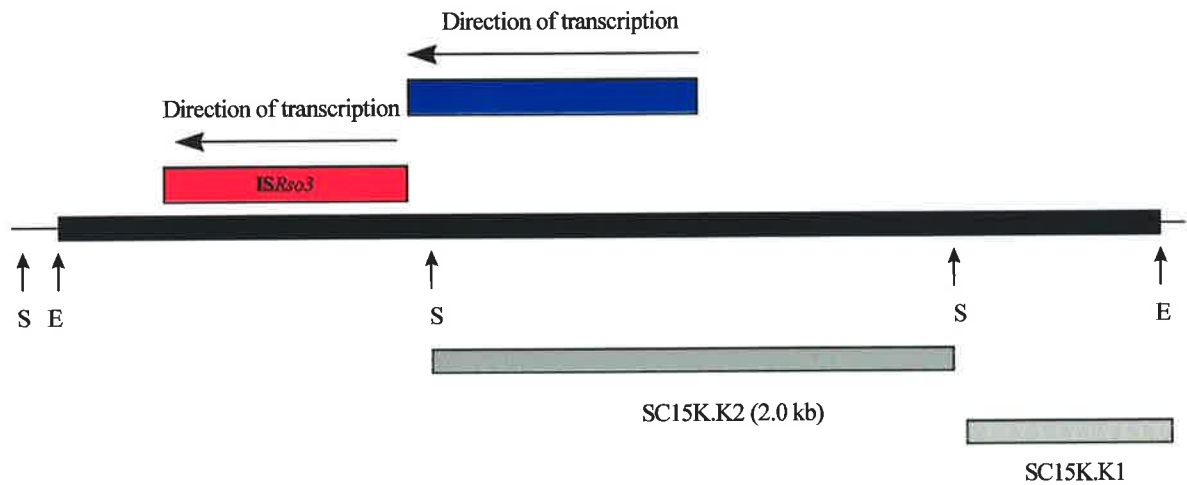 Direction of transcription
Direction of transcription
ISRso3
S E
S
S
E
SC15K.K2 (2.0 kb)
SC15K.K1